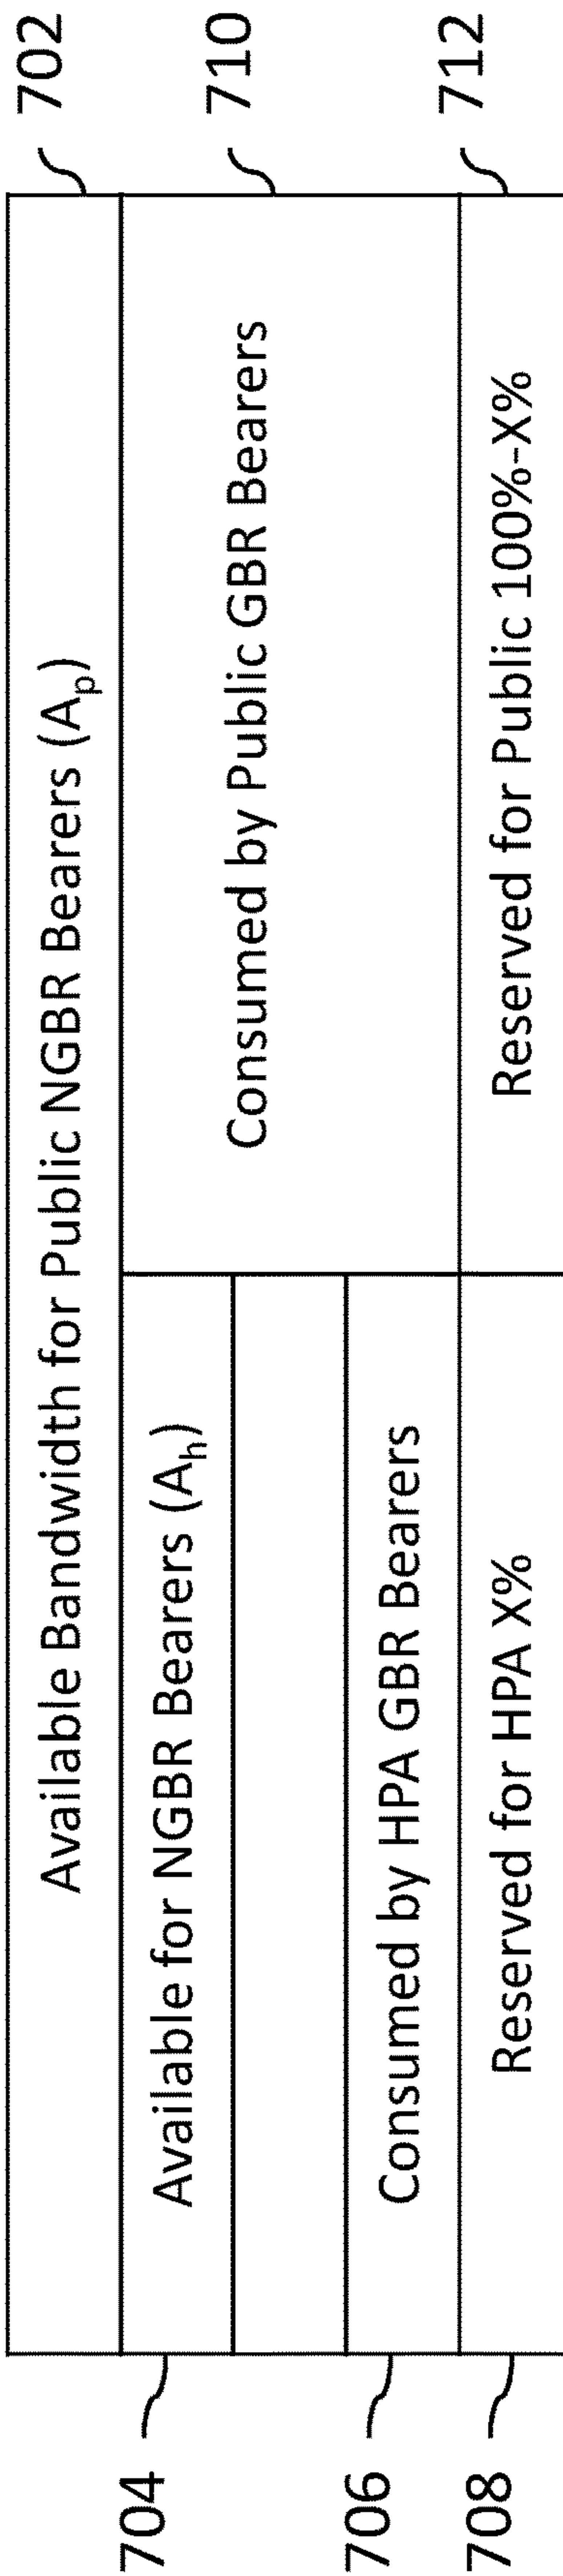 Available Bandwidth for Public NGBR Bearers (Aₚ)
702
704
Available for NGBR Bearers (Aₕ)
Consumed by Public GBR Bearers
710
706
Consumed by HPA GBR Bearers
708
Reserved for HPA X%
Reserved for Public 100%-X%
712